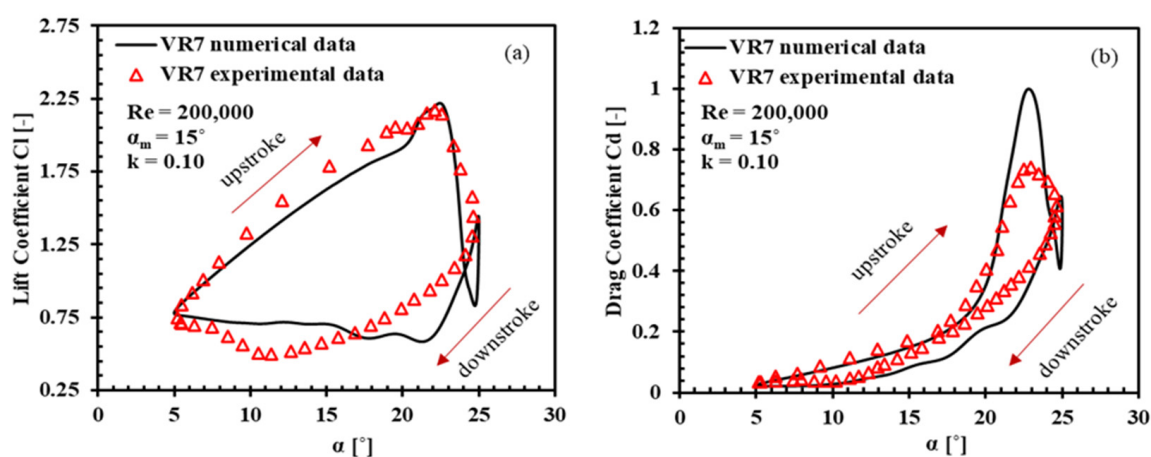 2.75
2.25
1.75
1.25
0.75
0.25
Lift Coefficient Cl [-]
VR7 numerical data
(a)
VR7 experimental data
Re = 200,000
αm = 15°
k = 0.10
upstroke
downstroke
0 5 10 15 20 25 30
α [°]
1.2
1
0.8
0.6
0.4
0.2
0
Drag Coefficient Cd [-]
VR7 numerical data
(b)
VR7 experimental data
Re = 200,000
αm = 15°
k = 0.10
upstroke
downstroke
0 5 10 15 20 25 30
α [°]